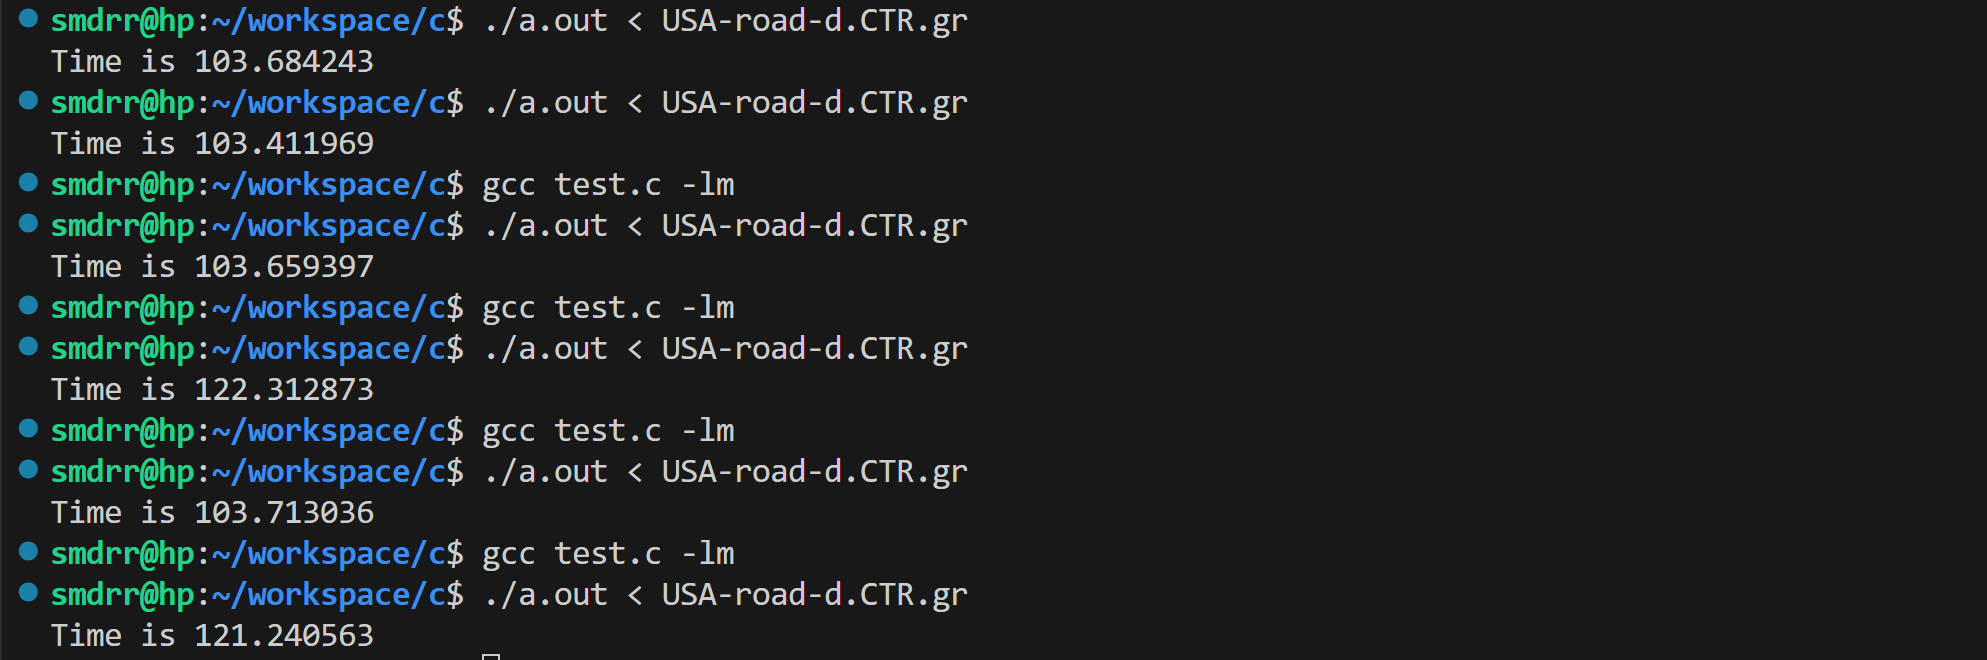 smdrr@hp:~/workspace/c$ ./a.out < USA-road-d.CTR.gr
Time is 103.684243
smdrr@hp:~/workspace/c$ ./a.out < USA-road-d.CTR.gr
Time is 103.411969
smdrr@hp:~/workspace/c$ gcc test.c -lm
smdrr@hp:~/workspace/c$ ./a.out < USA-road-d.CTR.gr
Time is 103.659397
smdrr@hp:~/workspace/c$ gcc test.c -lm
smdrr@hp:~/workspace/c$ ./a.out < USA-road-d.CTR.gr
Time is 122.312873
smdrr@hp:~/workspace/c$ gcc test.c -lm
smdrr@hp:~/workspace/c$ ./a.out < USA-road-d.CTR.gr
Time is 103.713036
smdrr@hp:~/workspace/c$ gcc test.c -lm
smdrr@hp:~/workspace/c$ ./a.out < USA-road-d.CTR.gr
Time is 121.240563